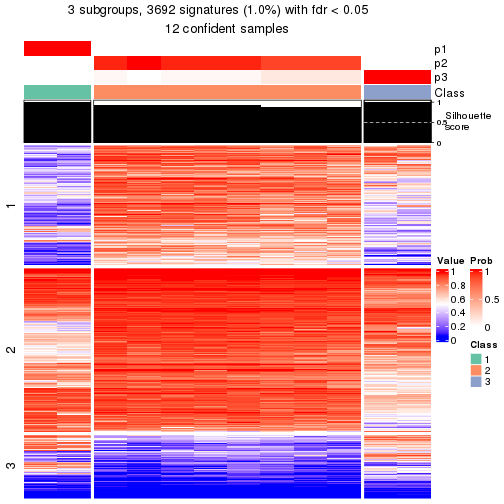 3 subgroups, 3692 signatures (1.0%) with fdr < 0.05
12 confident samples
p1
p2
p3
Class
1
0.5
0
Silhouette
score
1
2
3
Value
1
0.8
0.6
0.4
0.2
0
Prob
1
0.5
0
Class
1
2
3